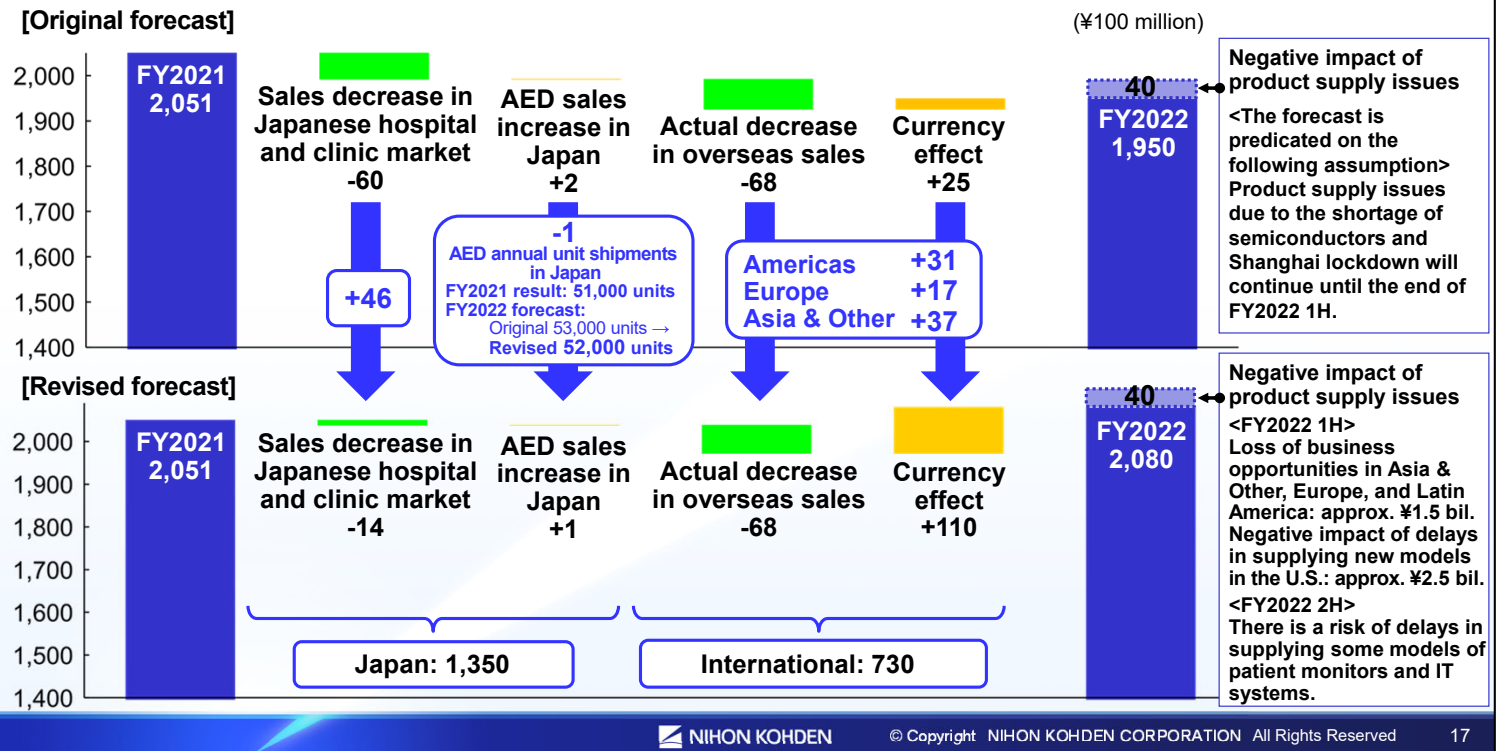 [Original forecast]
(¥100 million)
2,000
1,900
1,800
1,700
1,600
1,500
1,400
FY2021
2,051
Sales decrease in
Japanese hospital
and clinic market
-60
AED sales
increase in
Japan
+2
Actual decrease
in overseas sales
-68
Currency
effect
+25
40
FY2022
1,950
Negative impact of
product supply issues
<The forecast is
predicated on the
following assumption>
Product supply issues
due to the shortage of
semiconductors and
Shanghai lockdown will
continue until the end of
FY2022 1H.
+46
-1
AED annual unit shipments
in Japan
FY2021 result: 51,000 units
FY2022 forecast:
Original 53,000 units →
Revised 52,000 units
Americas +31
Europe +17
Asia & Other +37
[Revised forecast]
2,000
1,900
1,800
1,700
1,600
1,500
1,400
FY2021
2,051
Sales decrease in
Japanese hospital
and clinic market
-14
AED sales
increase in
Japan
+1
Actual decrease
in overseas sales
-68
Currency
effect
+110
40
FY2022
2,080
Negative impact of
product supply issues
<FY2022 1H>
Loss of business
opportunities in Asia &
Other, Europe, and Latin
America: approx. ¥1.5 bil.
Negative impact of delays
in supplying new models
in the U.S.: approx. ¥2.5 bil.
<FY2022 2H>
There is a risk of delays in
supplying some models of
patient monitors and IT
systems.
Japan: 1,350
International: 730
NIHON KOHDEN
© Copyright NIHON KOHDEN CORPORATION All Rights Reserved
17